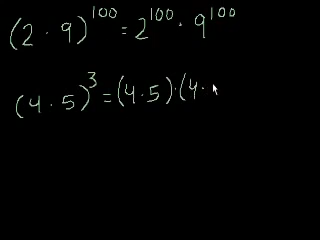 (2 · 9)^100 = 2^100 · 9^100
(4 · 5)^3 = (4 · 5) · (4 ·